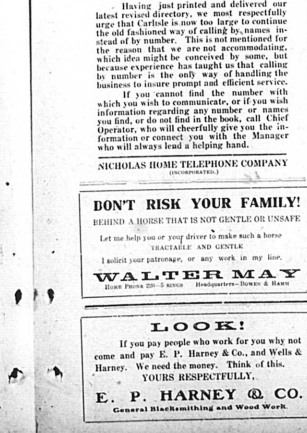 Having just printed and delivered our
latest revised directory, we most respectfully
urge that Carlisle is now too large to continue
the old fashioned way of calling by, names in-
stead of by number. This is not mentioned for
the reason that we are not accommodating,
which idea might be conceived by some, but
because experience has taught us that calling
by number is the only way of handling the
business to insure prompt and efficient service.
If you cannot find the number with
which you wish to communicate, or if you wish
information regarding any number or names
you find, or do not find in the book, call Chief
Operator, who will cheerfully give you the in-
formation or connect you with the Manager
who will always lend a helping hand.
NICHOLAS HOME TELEPHONE COMPANY
(INCORPORATED.)
DON'T RISK YOUR FAMILY!
BEHIND A HORSE THAT IS NOT GENTLE OR UNSAFE
Let me help you or your driver to make such a horse
TRACTABLE AND GENTLE
I solicit your patronage, or any work in my line.
WALTER MAY
HOME PHONE 220—5 RINGS Headquarters—BOWEN & HAMM
LOOK!
If you pay people who work for you why not
come and pay E. P. Harney & Co., and Wells &
Harney. We need the money. Think of this.
YOURS RESPECTFULLY,
E. P. HARNEY & CO.
General Blacksmithing and Wood Work.